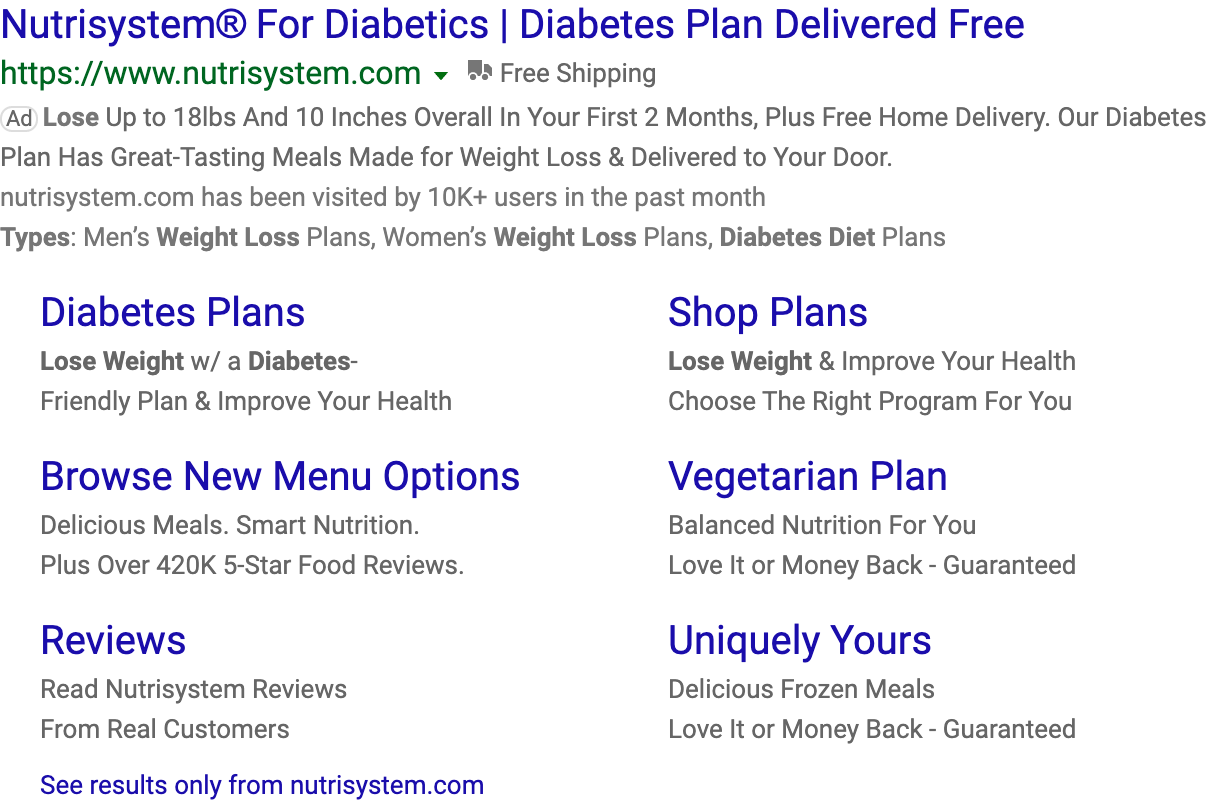 Nutrisystem® For Diabetics | Diabetes Plan Delivered Free
https://www.nutrisystem.com Free Shipping
Ad Lose Up to 18lbs And 10 Inches Overall In Your First 2 Months, Plus Free Home Delivery. Our Diabetes
Plan Has Great-Tasting Meals Made for Weight Loss & Delivered to Your Door.
nutrisystem.com has been visited by 10K+ users in the past month
Types: Men’s Weight Loss Plans, Women’s Weight Loss Plans, Diabetes Diet Plans
Diabetes Plans
Lose Weight w/ a Diabetes-
Friendly Plan & Improve Your Health
Shop Plans
Lose Weight & Improve Your Health
Choose The Right Program For You
Browse New Menu Options
Delicious Meals. Smart Nutrition.
Plus Over 420K 5-Star Food Reviews.
Vegetarian Plan
Balanced Nutrition For You
Love It or Money Back - Guaranteed
Reviews
Read Nutrisystem Reviews
From Real Customers
Uniquely Yours
Delicious Frozen Meals
Love It or Money Back - Guaranteed
See results only from nutrisystem.com